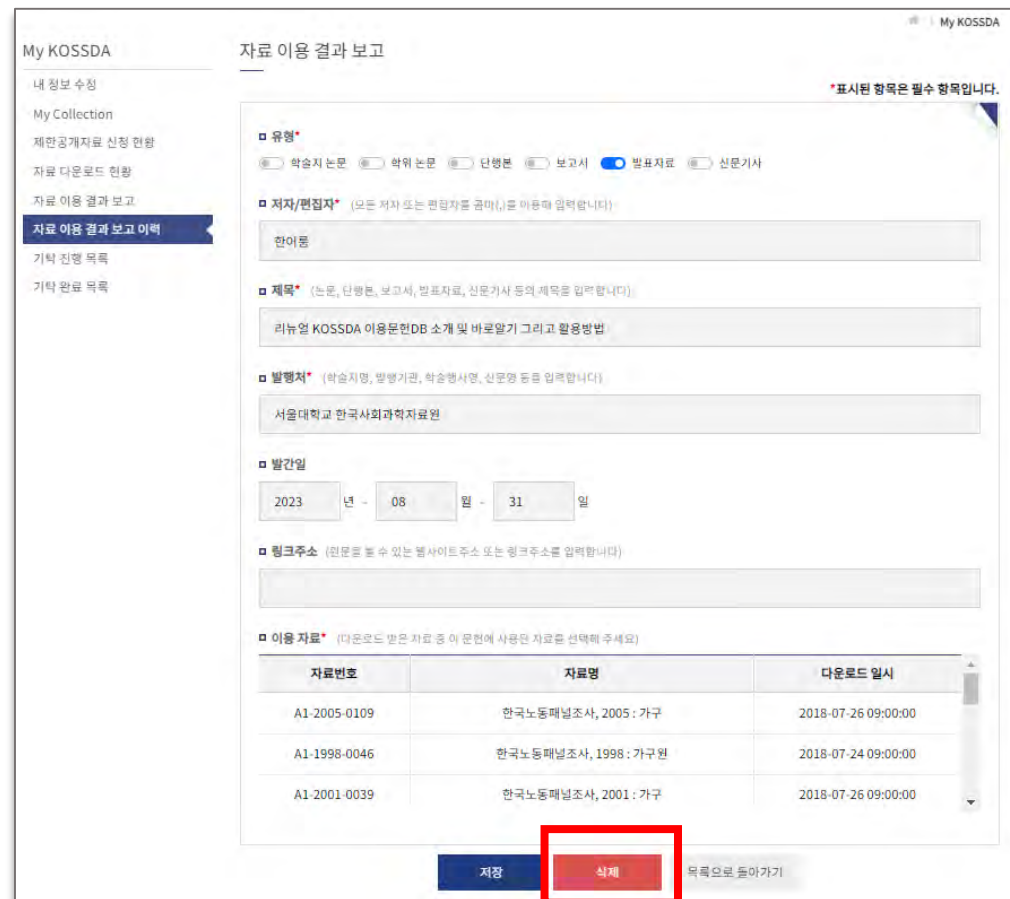 My KOSSDA
My KOSSDA
내 정보 수정
My Collection
제한공개자료 신청 현황
자료 다운로드 현황
자료 이용 결과 보고
자료 이용 결과 보고 이력
기탁 진행 목록
기탁 완료 목록
자료 이용 결과 보고
*표시된 항목은 필수 항목입니다.
유형*
학술지 논문 학위 논문 단행본 보고서 발표자료 신문기사
저자/편집자* (모든 저자 또는 편집자를 콤마(,)를 이용해 입력합니다)
한어룡
제목* (논문, 단행본, 보고서, 발표자료, 신문기사 등의 제목을 입력합니다)
리뉴얼 KOSSDA 이용문헌DB 소개 및 바로알기 그리고 활용방법
발행처* (학술지명, 발행기관, 학술행사명, 신문명 등을 입력합니다)
서울대학교 한국사회과학자료원
발간일
2023 년 - 08 월 - 31 일
링크주소 (원문을 볼 수 있는 웹사이트주소 또는 링크주소를 입력합니다)
이용 자료* (다운로드 받은 자료 중 이 문헌에 사용된 자료를 선택해 주세요)
자료번호 자료명 다운로드 일시
A1-2005-0109 한국노동패널조사, 2005 : 가구 2018-07-26 09:00:00
A1-1998-0046 한국노동패널조사, 1998 : 가구원 2018-07-24 09:00:00
A1-2001-0039 한국노동패널조사, 2001 : 가구 2018-07-26 09:00:00
저장 삭제 목록으로 돌아가기